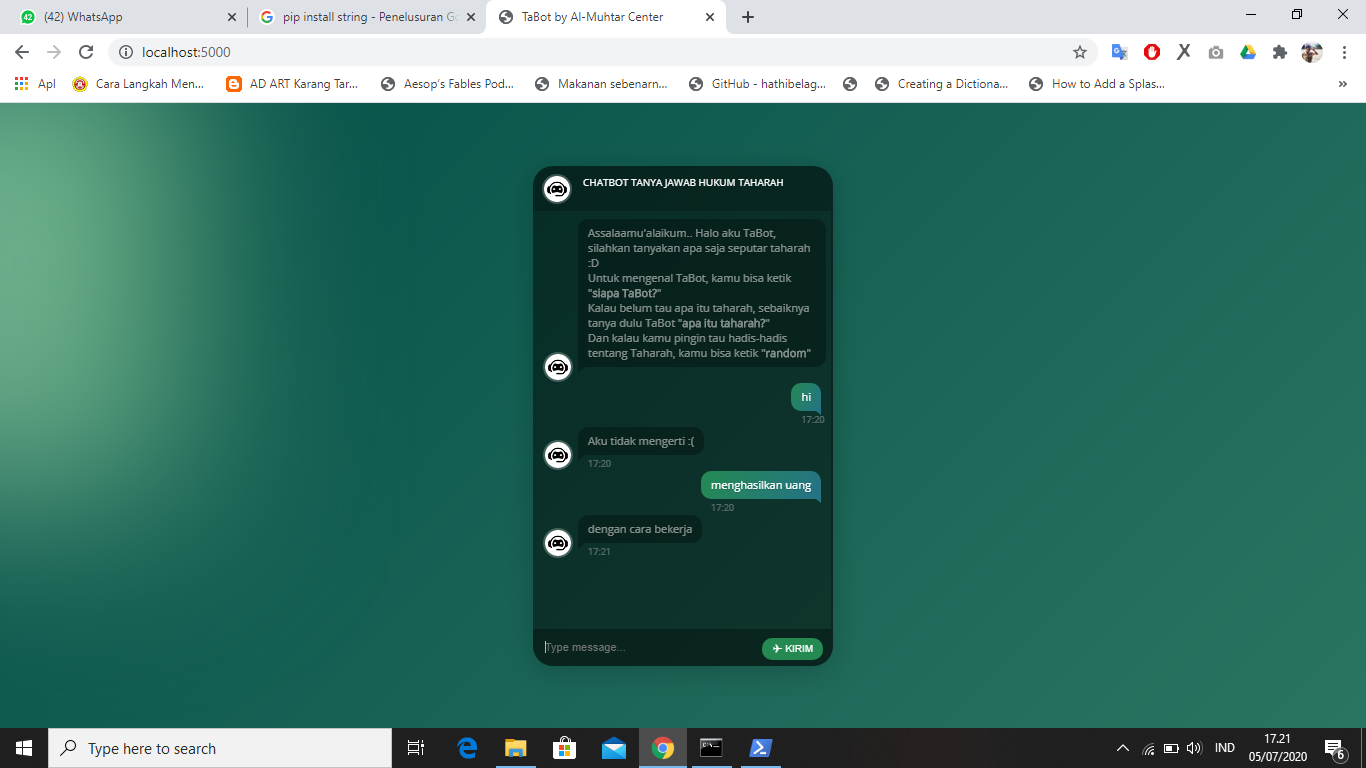 42 (42) WhatsApp
pip install string - Penelusuran Go
TaBot by Al-Muhtar Center
localhost:5000
Apl
Cara Langkah Men...
AD ART Karang Tar...
Aesop's Fables Pod...
Makanan sebenarn...
GitHub - hathibelag...
Creating a Dictiona...
How to Add a Splas...
»
CHATBOT TANYA JAWAB HUKUM TAHARAH
Assalaamu'alaikum.. Halo aku TaBot,
silahkan tanyakan apa saja seputar taharah
:D
Untuk mengenal TaBot, kamu bisa ketik
"siapa TaBot?"
Kalau belum tau apa itu taharah, sebaiknya
tanya dulu TaBot "apa itu taharah?"
Dan kalau kamu pingin tau hadis-hadis
tentang Taharah, kamu bisa ketik "random"
hi
17:20
Aku tidak mengerti :(
17:20
menghasilkan uang
17:20
dengan cara bekerja
17:21
Type message...
KIRIM
Type here to search
IND
17.21
05/07/2020
6